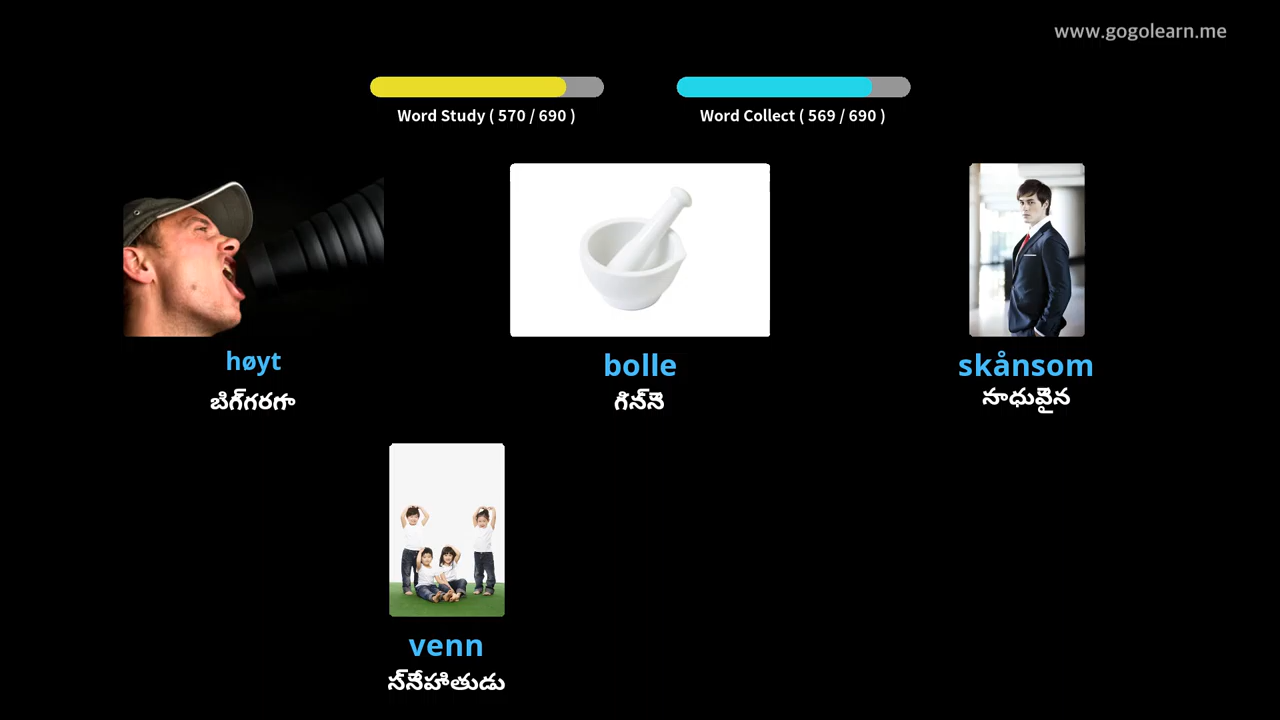 www.gogolearn.me
Word Study ( 570 / 690 )
Word Collect ( 569 / 690 )
høyt
bolle
skånsom
బిగ్గరగా
గిన్నె
సాధువైన
venn
స్నేహితుడు